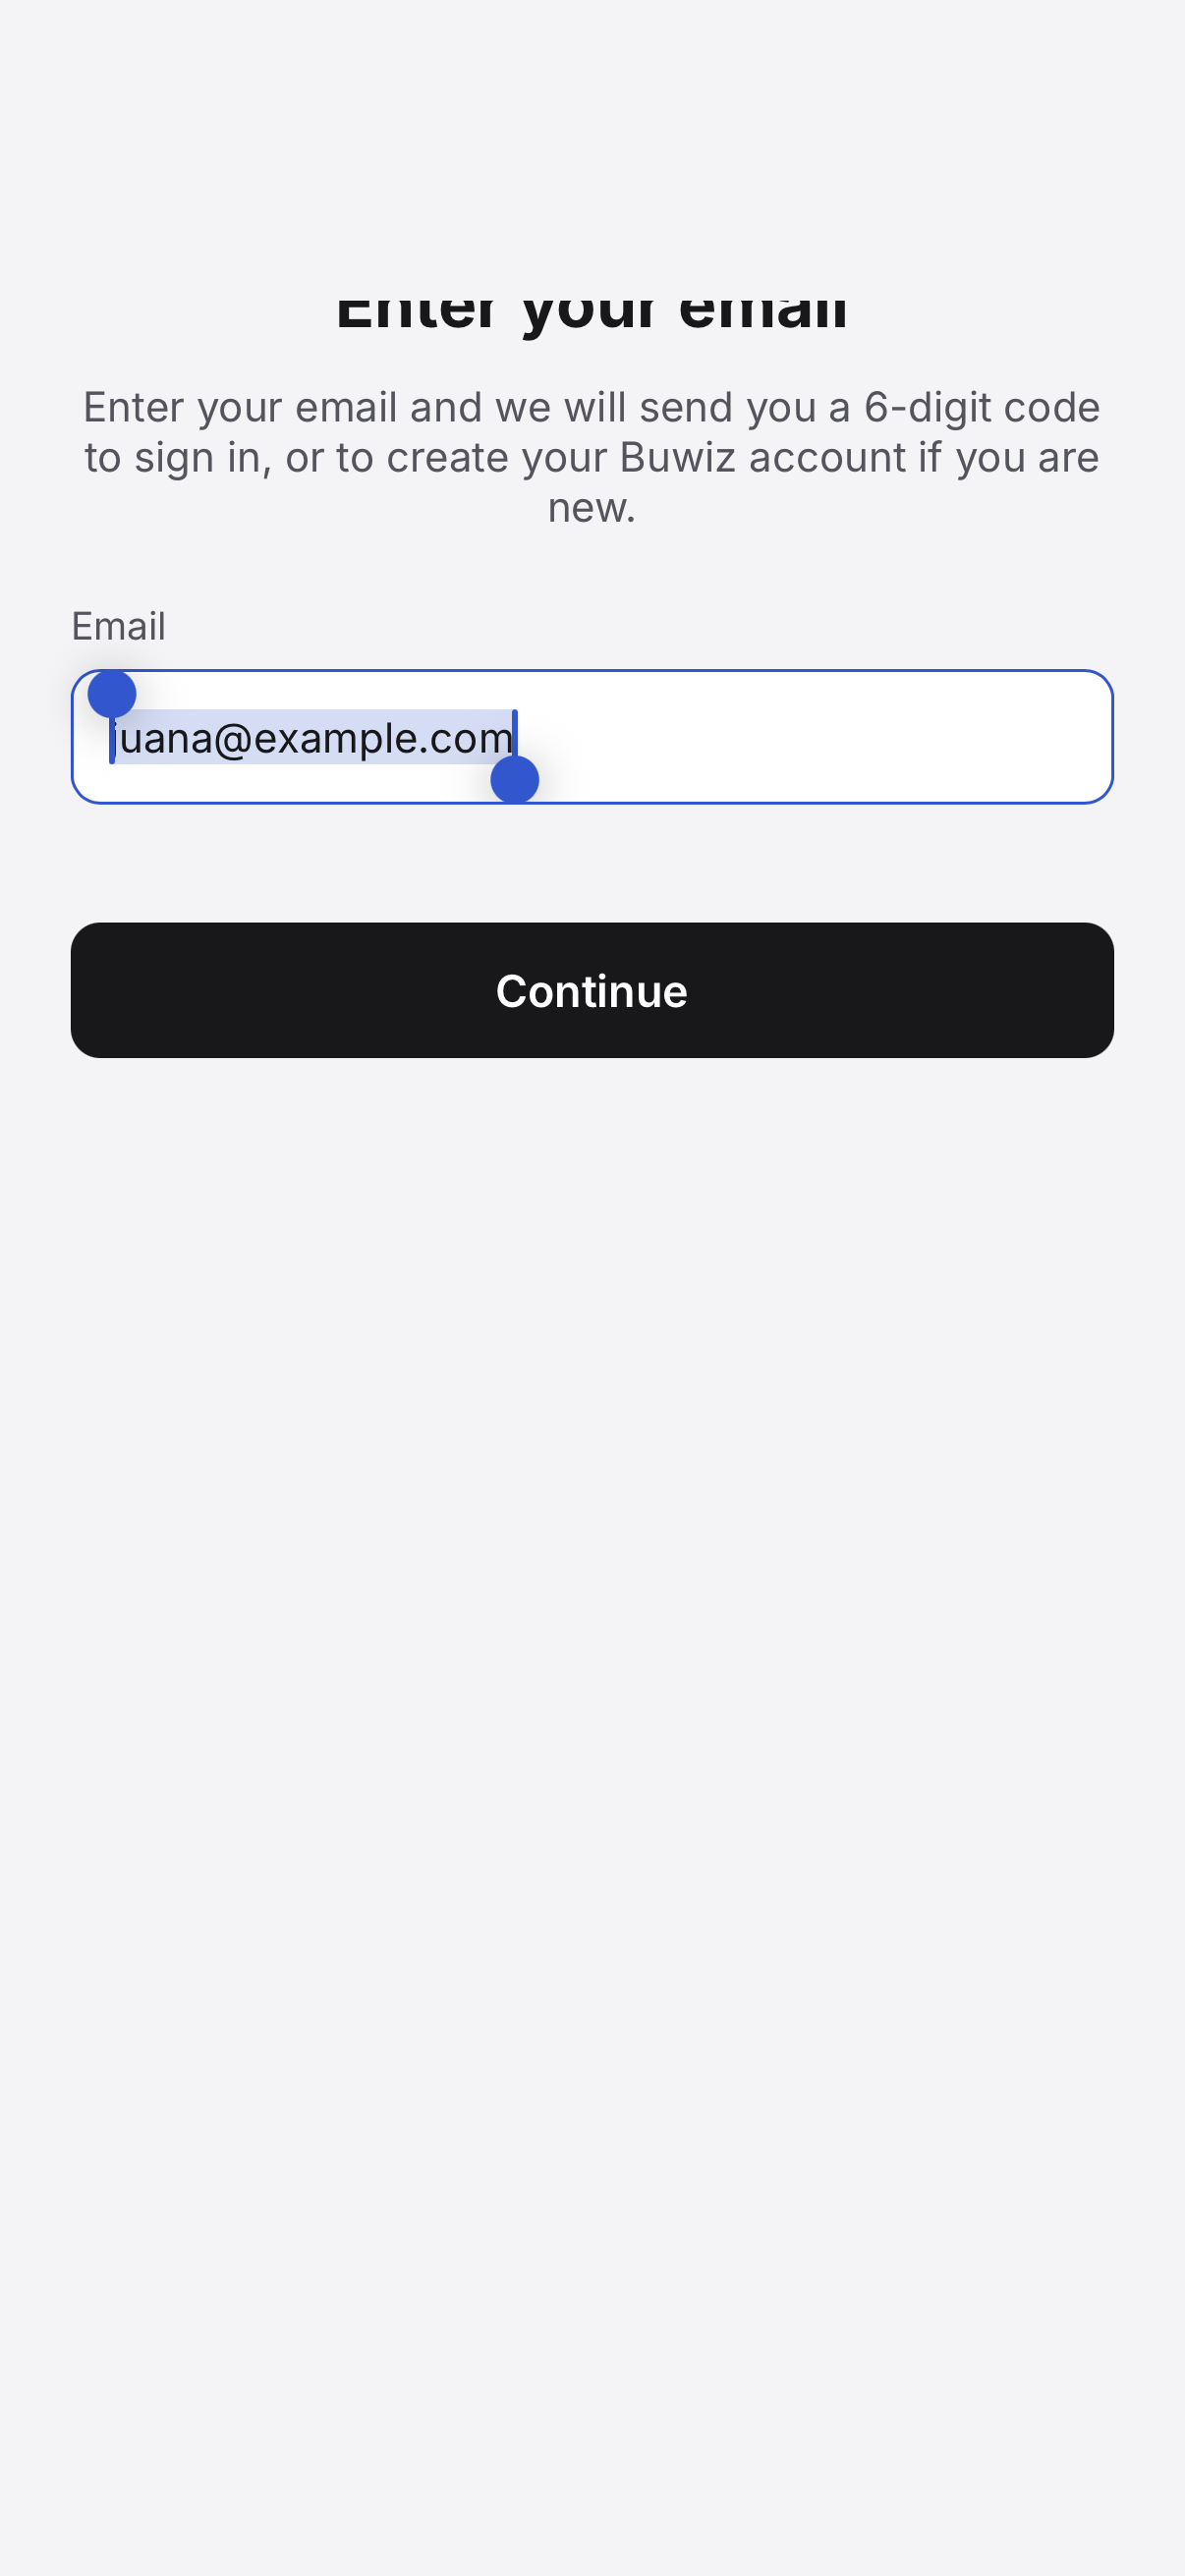 Enter your email
Enter your email and we will send you a 6-digit code
to sign in, or to create your Buwiz account if you are
new.
Email
juana@example.com
Continue